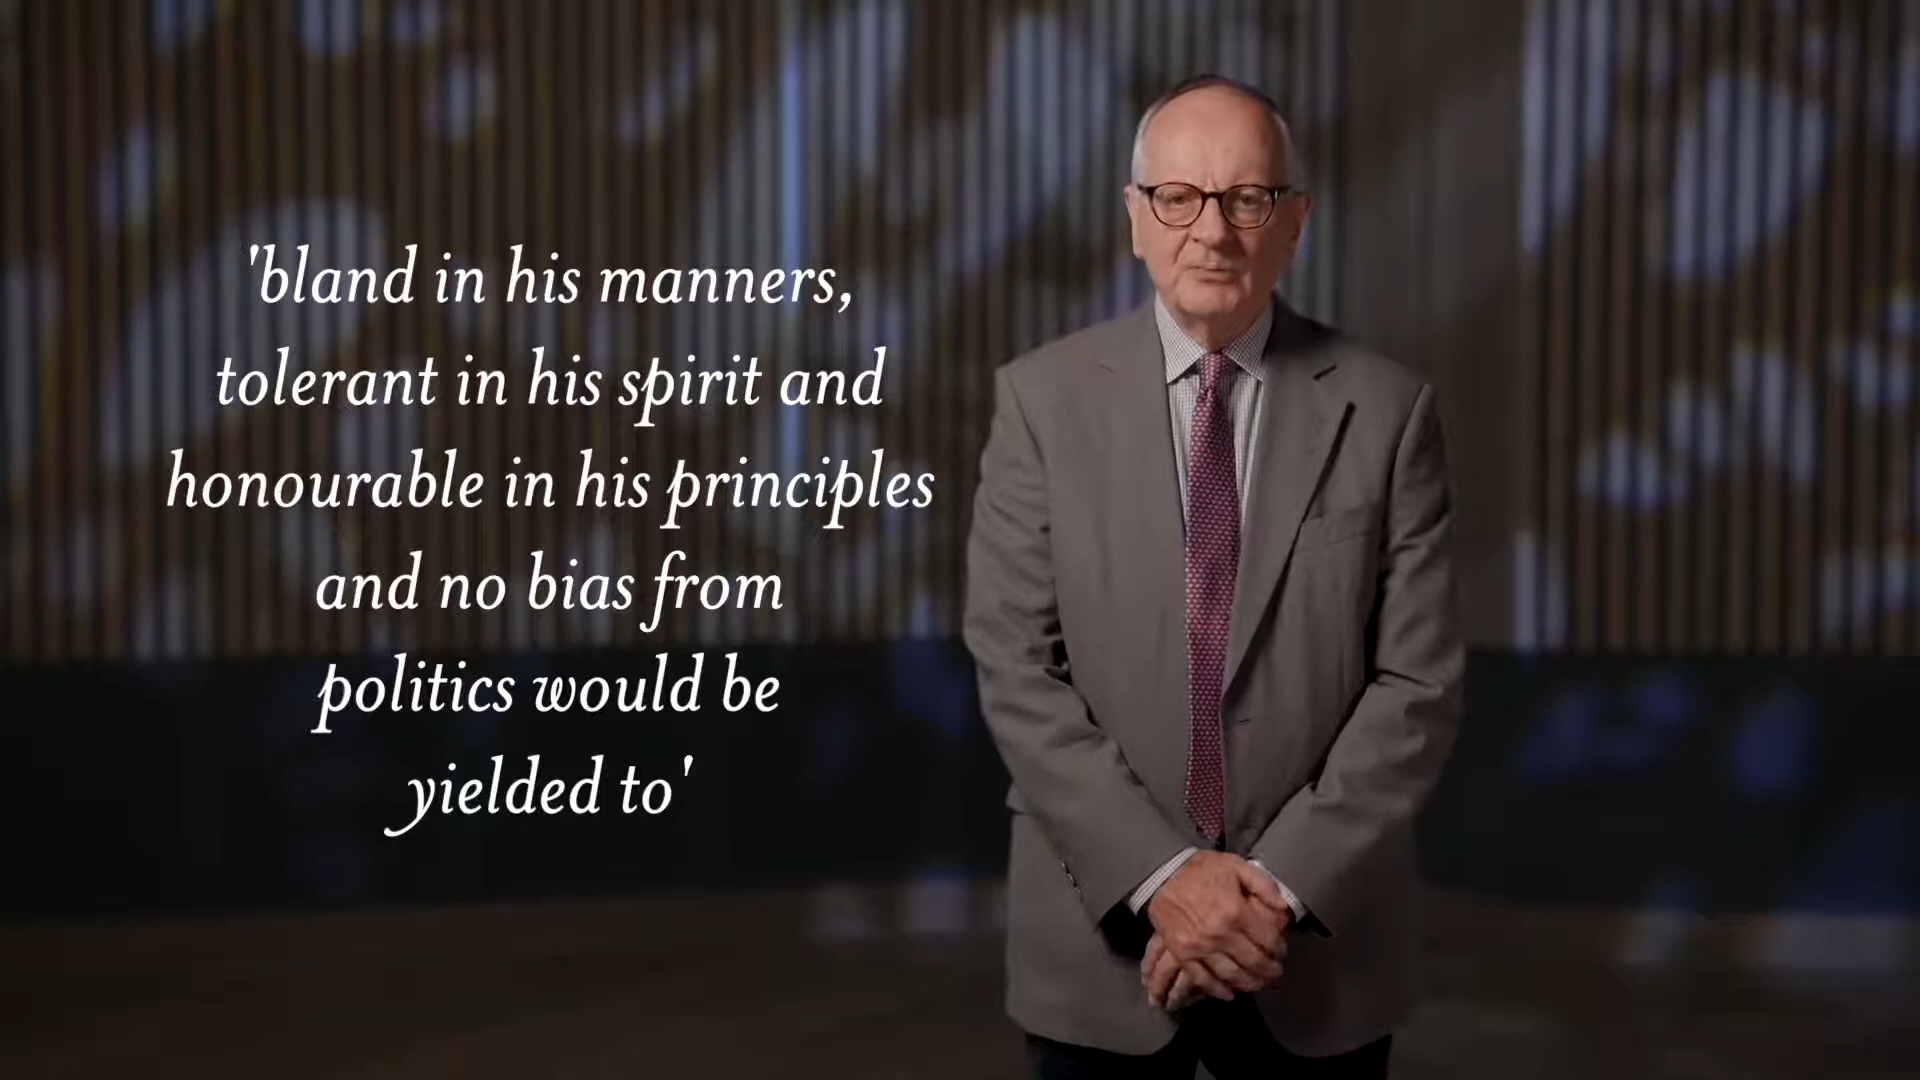 'bland in his manners,
tolerant in his spirit and
honourable in his principles
and no bias from
politics would be
yielded to'